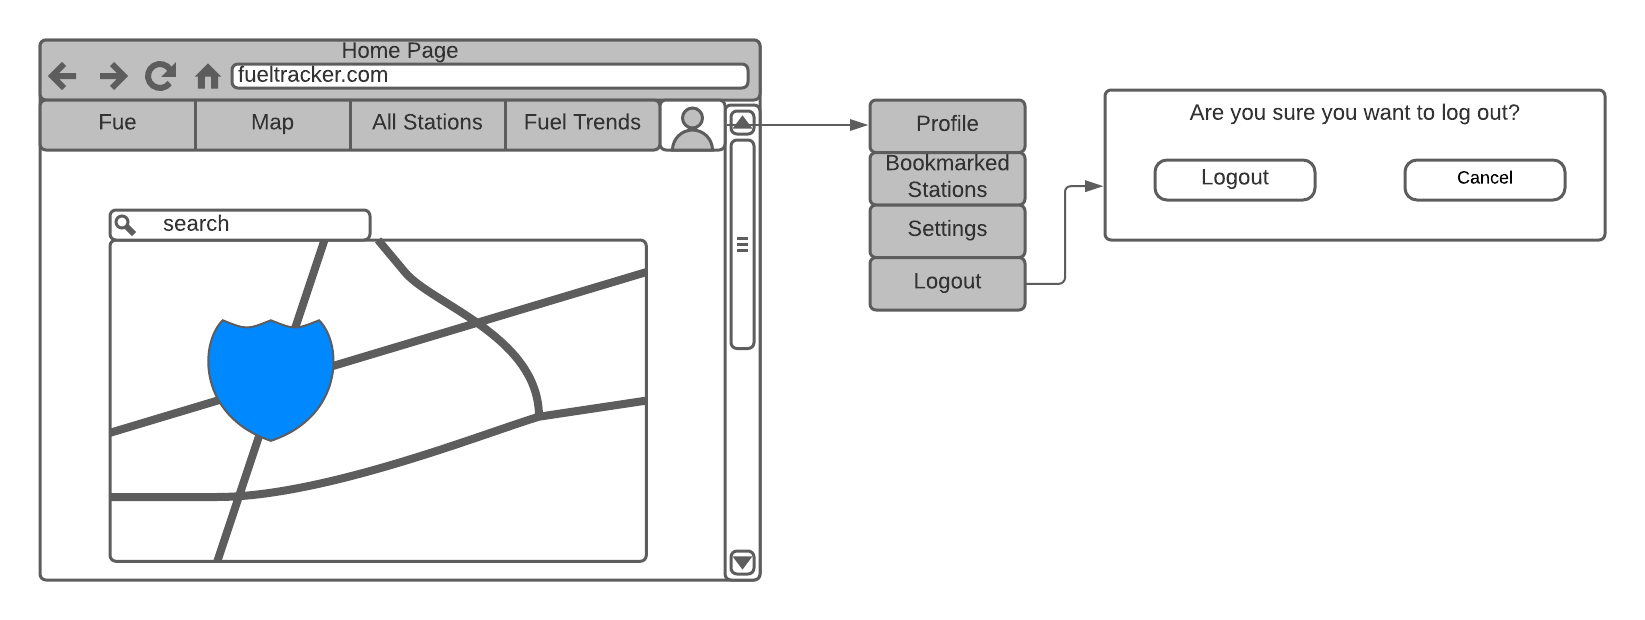 Home Page
fueltracker.com
Fue
Map
All Stations
Fuel Trends
search
Profile
Bookmarked
Stations
Settings
Logout
Are you sure you want to log out?
Logout
Cancel